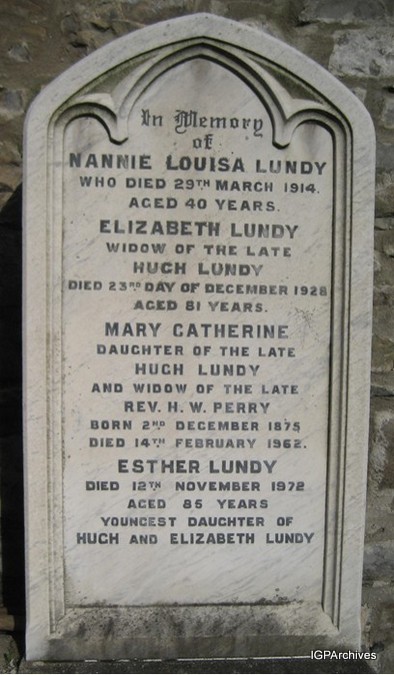 In Memory
of
NANNIE LOUISA LUNDY
WHO DIED 29TH MARCH 1914.
AGED 40 YEARS.
ELIZABETH LUNDY
WIDOW OF THE LATE
HUGH LUNDY
DIED 23RD DAY OF DECEMBER 1928
AGED 81 YEARS.
MARY CATHERINE
DAUGHTER OF THE LATE
HUGH LUNDY
AND WIDOW OF THE LATE
REV. H. W. PERRY
BORN 2ND DECEMBER 1875
DIED 14TH FEBRUARY 1962.
ESTHER LUNDY
DIED 12TH NOVEMBER 1972
AGED 85 YEARS
YOUNGEST DAUGHTER OF
HUGH AND ELIZABETH LUNDY
IGPArchives